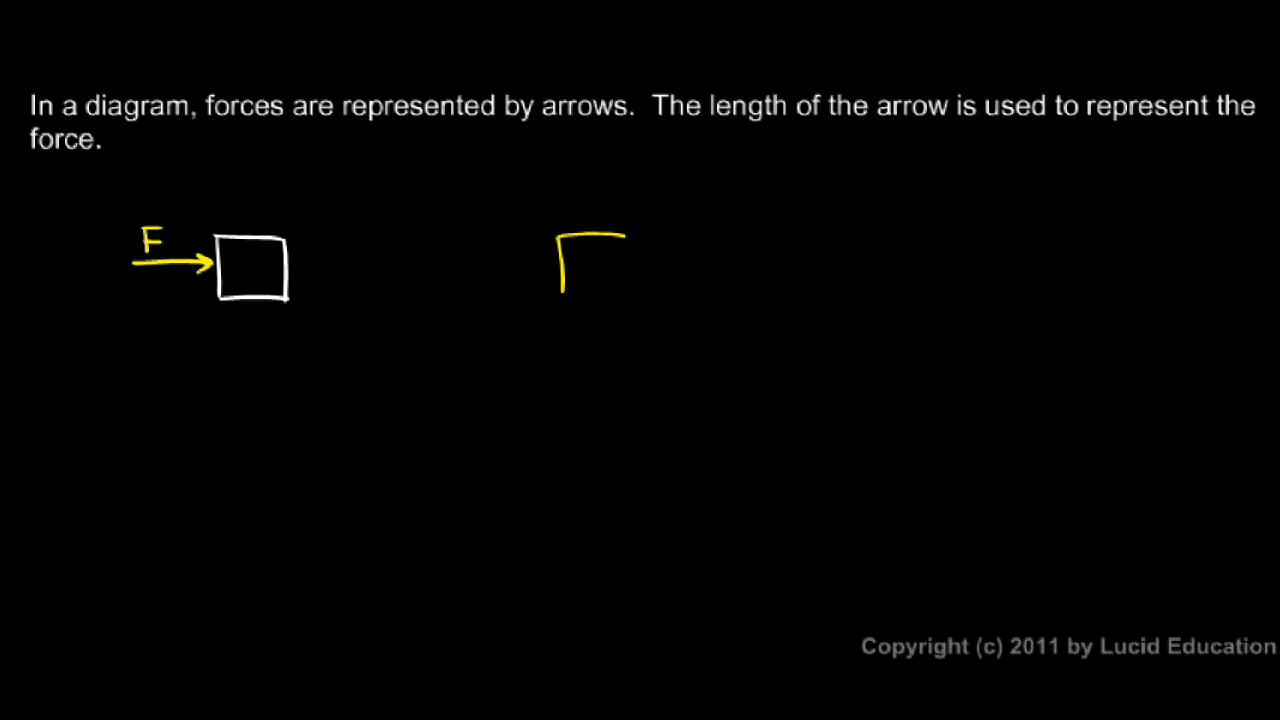 In a diagram, forces are represented by arrows.  The length of the arrow is used to represent the
force.
F
Copyright (c) 2011 by Lucid Education